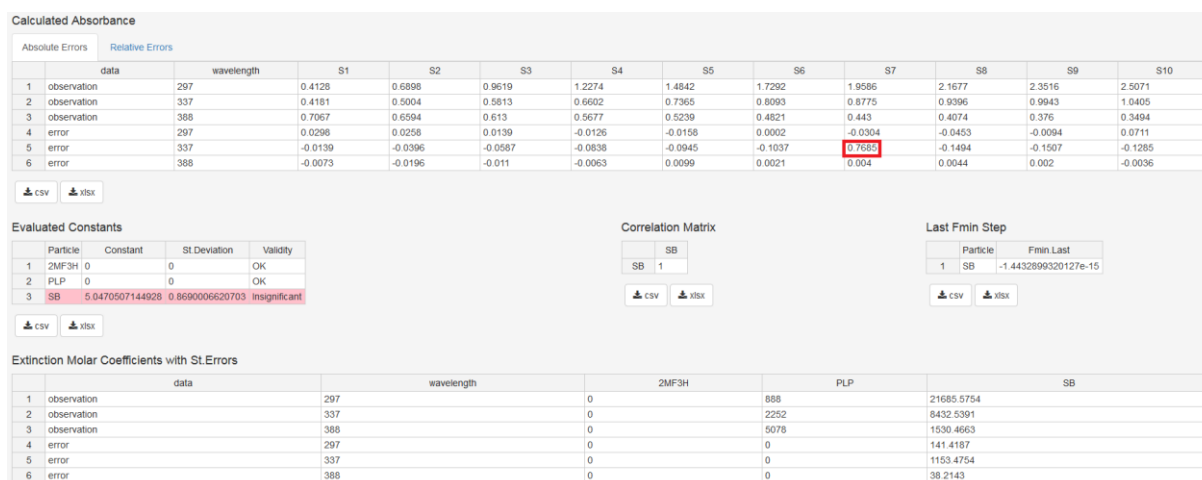 Calculated Absorbance
Absolute Errors Relative Errors
data wavelength S1 S2 S3 S4 S5 S6 S7 S8 S9 S10
1 observation 297 0.4128 0.6898 0.9619 1.2274 1.4842 1.7292 1.9586 2.1677 2.3516 2.5071
2 observation 337 0.4181 0.5004 0.5813 0.6602 0.7365 0.8093 0.8775 0.9396 0.9943 1.0405
3 observation 388 0.7067 0.6594 0.613 0.5677 0.5239 0.4821 0.443 0.4074 0.376 0.3494
4 error 297 0.0298 0.0258 0.0139 -0.0126 -0.0158 0.0002 -0.0304 -0.0453 -0.0094 0.0711
5 error 337 -0.0139 -0.0396 -0.0587 -0.0838 -0.0945 -0.1037 0.7685 -0.1494 -0.1507 -0.1285
6 error 388 -0.0073 -0.0196 -0.011 -0.0063 0.0099 0.0021 0.004 0.0044 0.002 -0.0036
csv xlsx
Evaluated Constants
Particle Constant St.Deviation Validity
1 2MF3H 0 0 OK
2 PLP 0 0 OK
3 SB 5.0470507144928 0.8690006620703 Insignificant
csv xlsx
Correlation Matrix
SB
SB 1
csv xlsx
Last Fmin Step
Particle Fmin.Last
1 SB -1.4432899320127e-15
csv xlsx
Extinction Molar Coefficients with St.Errors
data wavelength 2MF3H PLP SB
1 observation 297 0 888 21685.5754
2 observation 337 0 2252 8432.5391
3 observation 388 0 5078 1530.4663
4 error 297 0 0 141.4187
5 error 337 0 0 1153.4754
6 error 388 0 0 38.2143